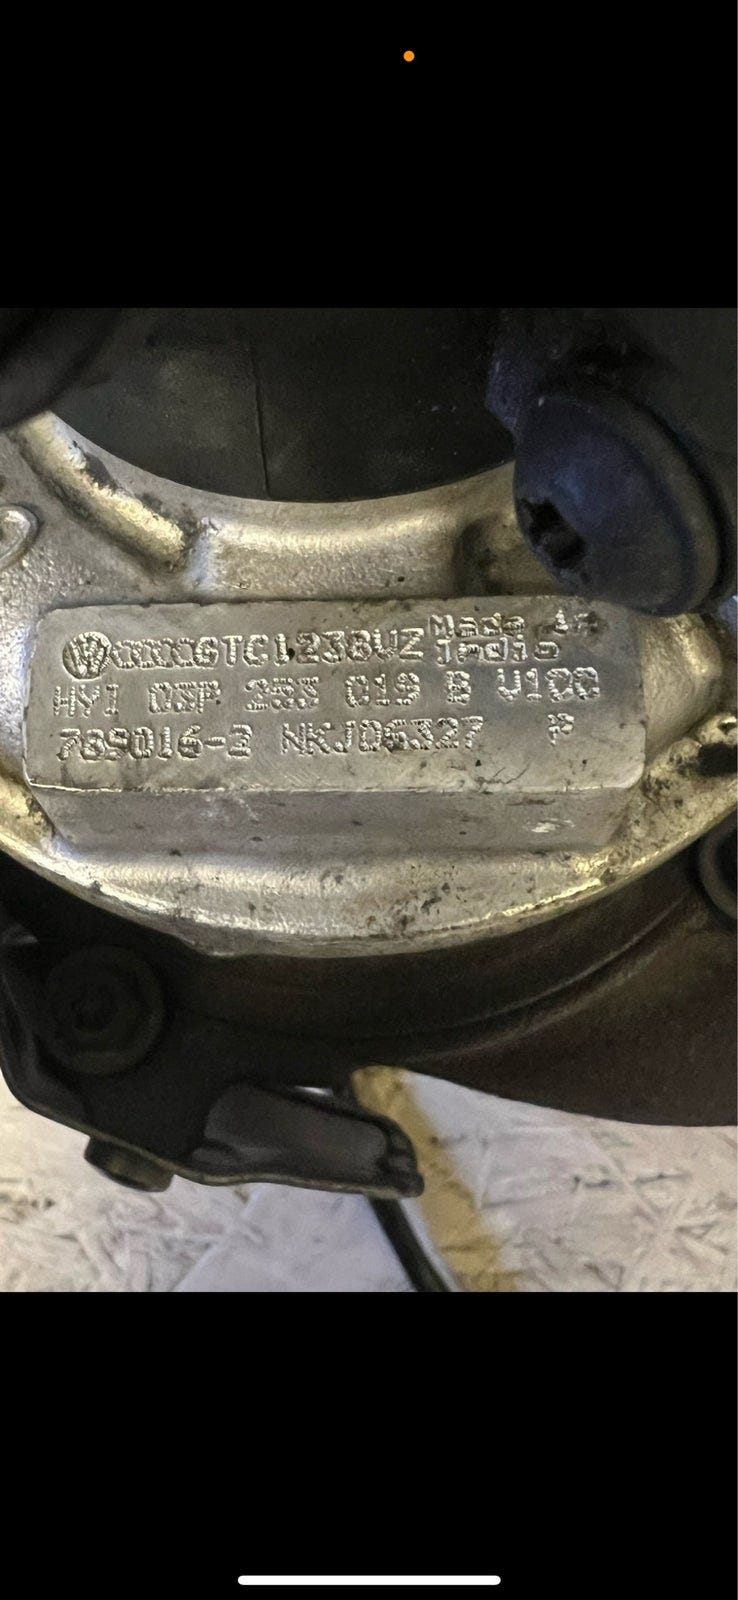 GTC1238VZ Made in India
HYI 03P 253 019 B V100
789016-3 NKJ06327 P